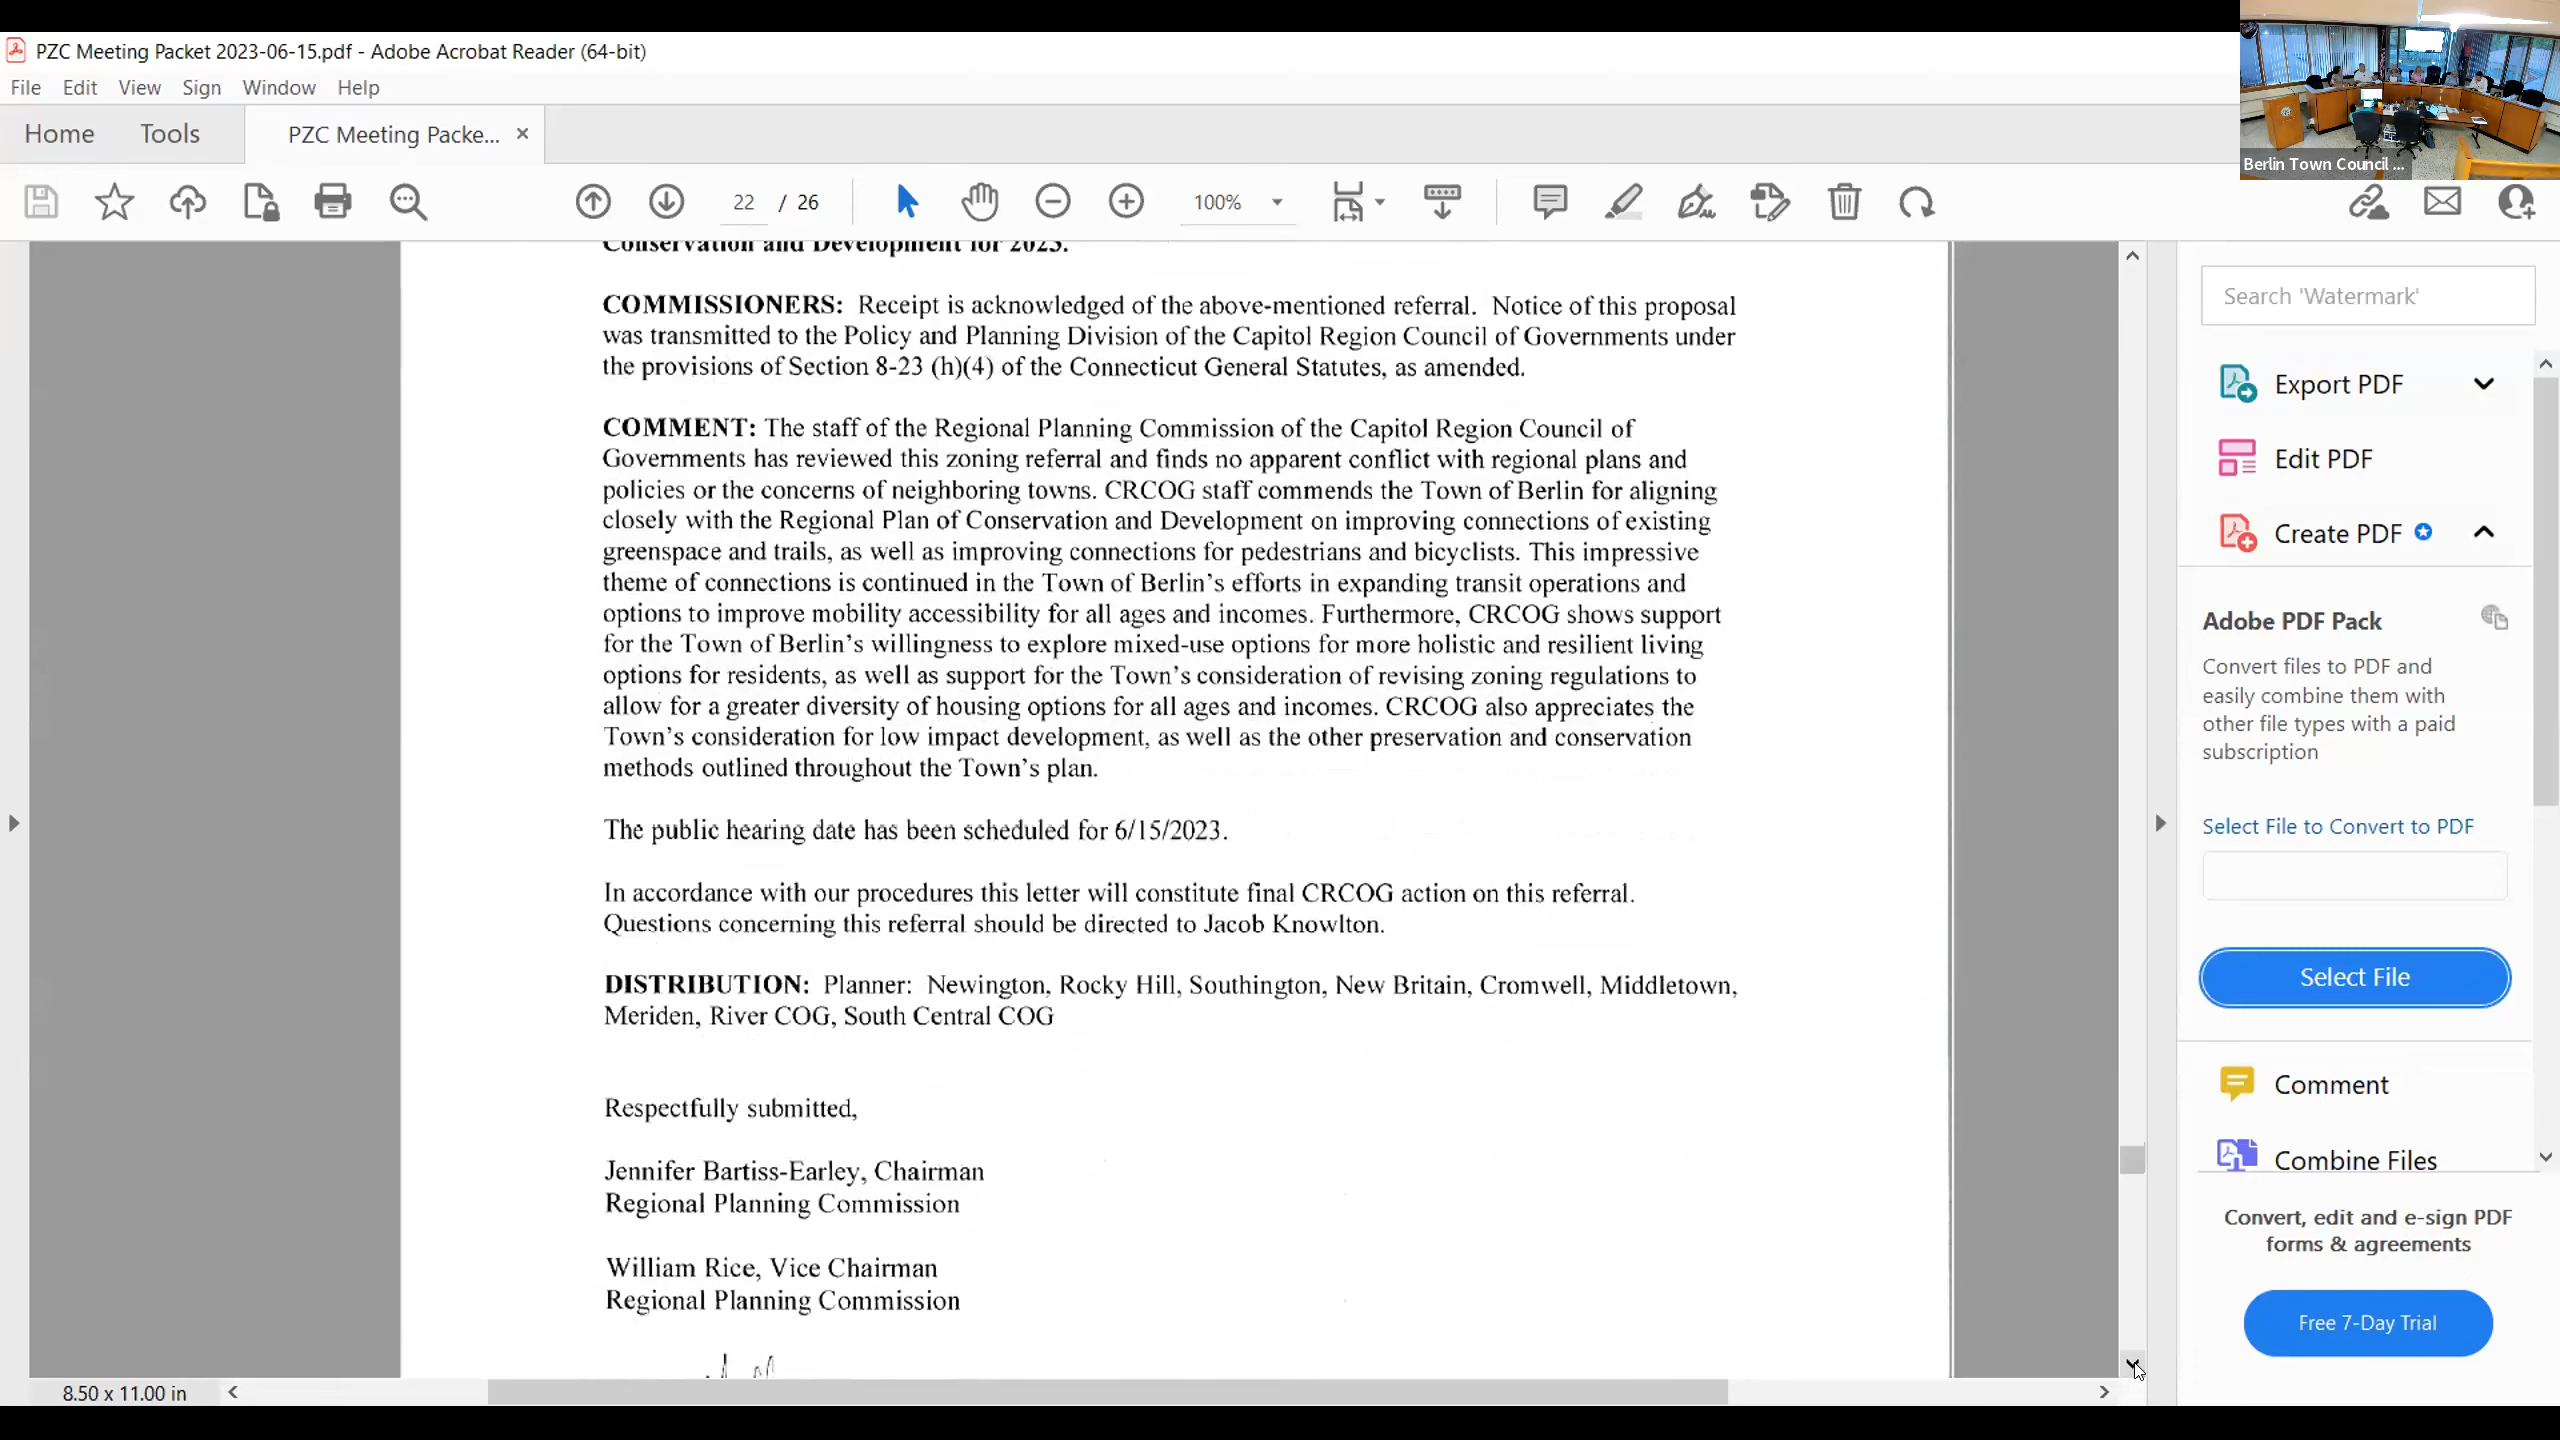 PZC Meeting Packet 2023-06-15.pdf - Adobe Acrobat Reader (64-bit)
File Edit View Sign Window Help
Home Tools PZC Meeting Packe...
Berlin Town Council ...
22 / 26 100%
Conservation and Development for 2023.
COMMISSIONERS: Receipt is acknowledged of the above-mentioned referral. Notice of this proposal
was transmitted to the Policy and Planning Division of the Capitol Region Council of Governments under
the provisions of Section 8-23 (h)(4) of the Connecticut General Statutes, as amended.
COMMENT: The staff of the Regional Planning Commission of the Capitol Region Council of
Governments has reviewed this zoning referral and finds no apparent conflict with regional plans and
policies or the concerns of neighboring towns. CRCOG staff commends the Town of Berlin for aligning
closely with the Regional Plan of Conservation and Development on improving connections of existing
greenspace and trails, as well as improving connections for pedestrians and bicyclists. This impressive
theme of connections is continued in the Town of Berlin's efforts in expanding transit operations and
options to improve mobility accessibility for all ages and incomes. Furthermore, CRCOG shows support
for the Town of Berlin's willingness to explore mixed-use options for more holistic and resilient living
options for residents, as well as support for the Town's consideration of revising zoning regulations to
allow for a greater diversity of housing options for all ages and incomes. CRCOG also appreciates the
Town's consideration for low impact development, as well as the other preservation and conservation
methods outlined throughout the Town's plan.
The public hearing date has been scheduled for 6/15/2023.
In accordance with our procedures this letter will constitute final CRCOG action on this referral.
Questions concerning this referral should be directed to Jacob Knowlton.
DISTRIBUTION: Planner: Newington, Rocky Hill, Southington, New Britain, Cromwell, Middletown,
Meriden, River COG, South Central COG
Respectfully submitted,
Jennifer Bartiss-Earley, Chairman
Regional Planning Commission
William Rice, Vice Chairman
Regional Planning Commission
8.50 x 11.00 in
Search 'Watermark'
Export PDF
Edit PDF
Create PDF
Adobe PDF Pack
Convert files to PDF and
easily combine them with
other file types with a paid
subscription
Select File to Convert to PDF
Select File
Comment
Combine Files
Convert, edit and e-sign PDF
forms & agreements
Free 7-Day Trial